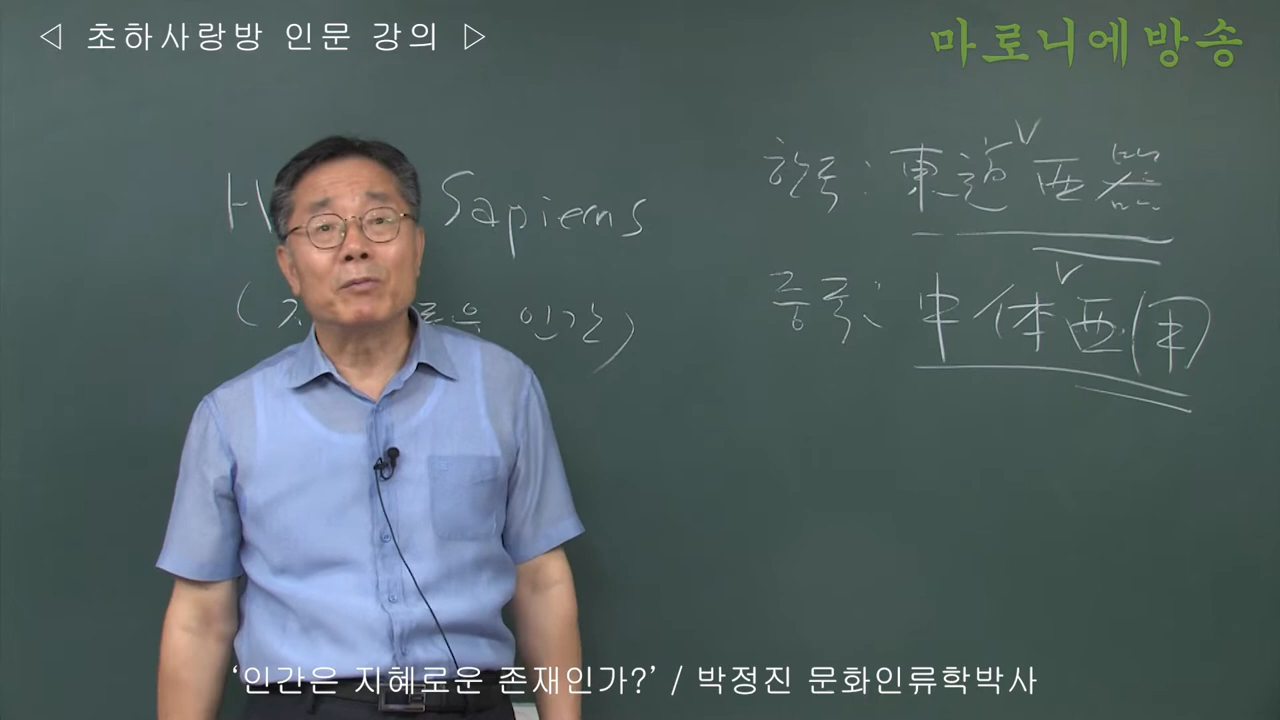 ◁ 초하사랑방 인문 강의 ▷
마로니에방송
Sapiens
인간)
한국: 東道 西器
중국: 中体西用
‘인간은 지혜로운 존재인가?’ / 박정진 문화인류학박사